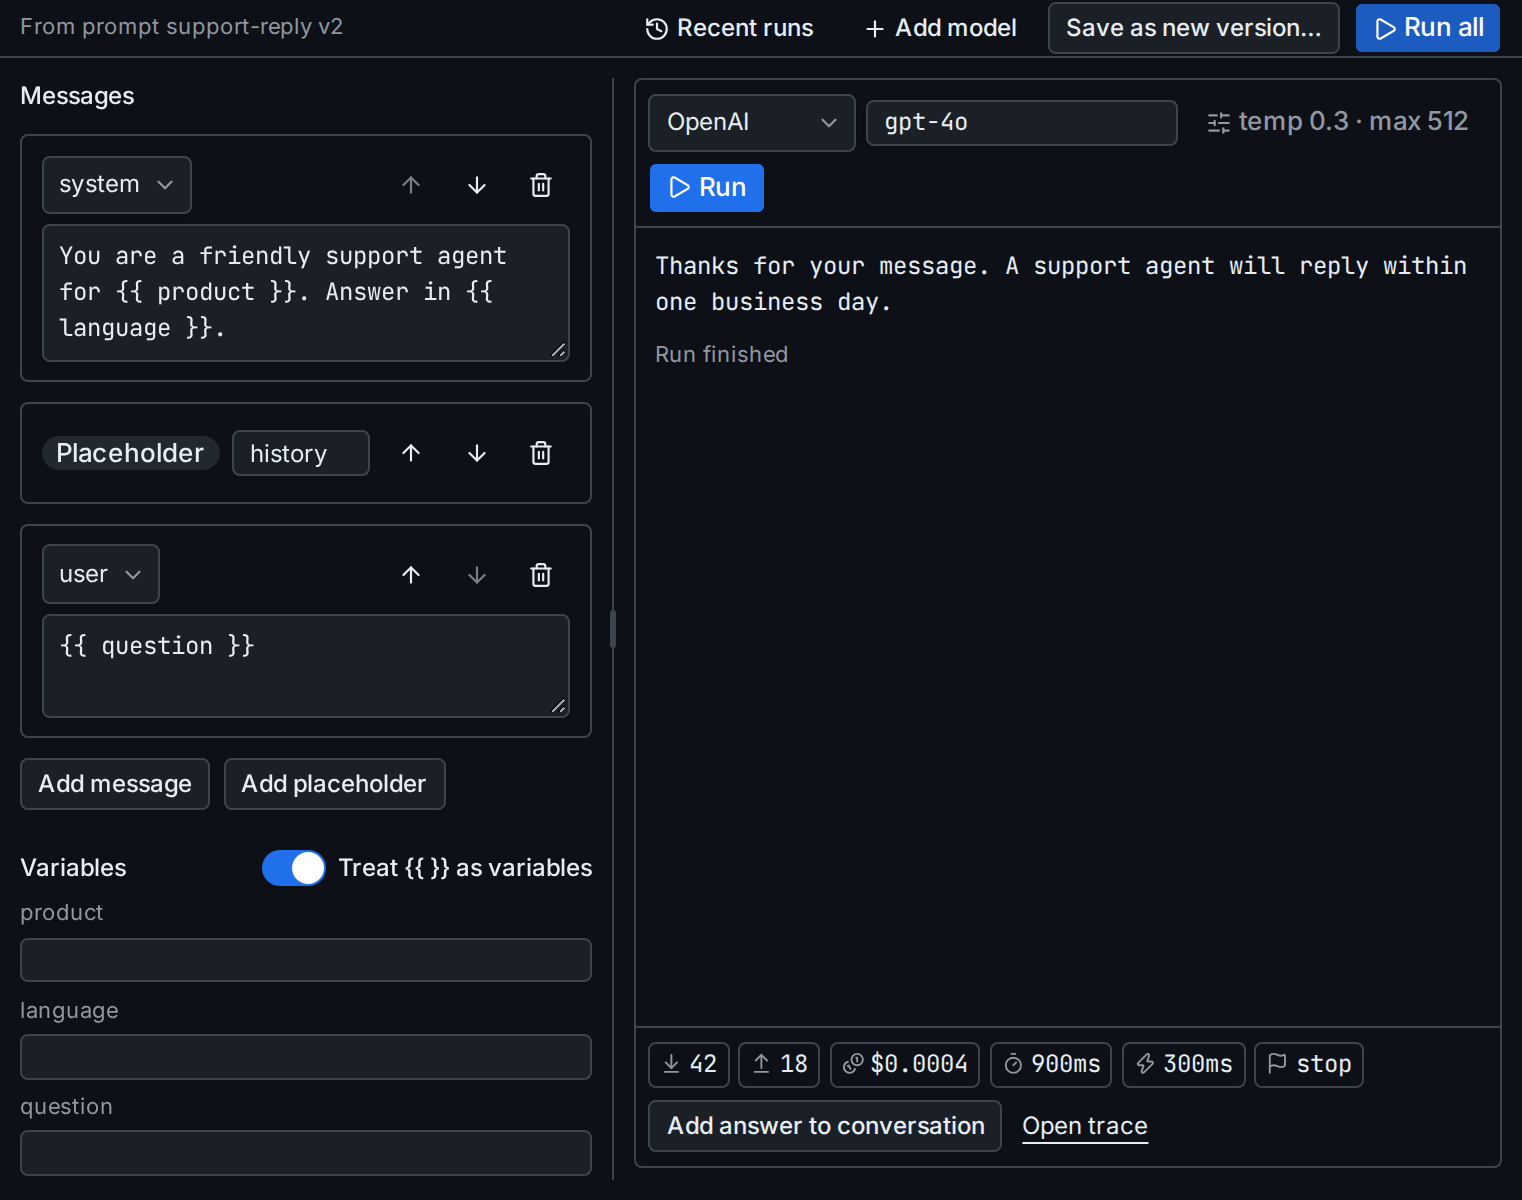 From prompt support-reply v2
Recent runs
Add model
Save as new version...
Run all
Messages
system
You are a friendly support agent
for {{ product }}. Answer in {{
language }}.
Placeholder
history
user
{{ question }}
Add message
Add placeholder
Variables
Treat {{ }} as variables
product
language
question
OpenAI
gpt-4o
temp 0.3 · max 512
Run
Thanks for your message. A support agent will reply within
one business day.
Run finished
42
18
$0.0004
900ms
300ms
stop
Add answer to conversation
Open trace